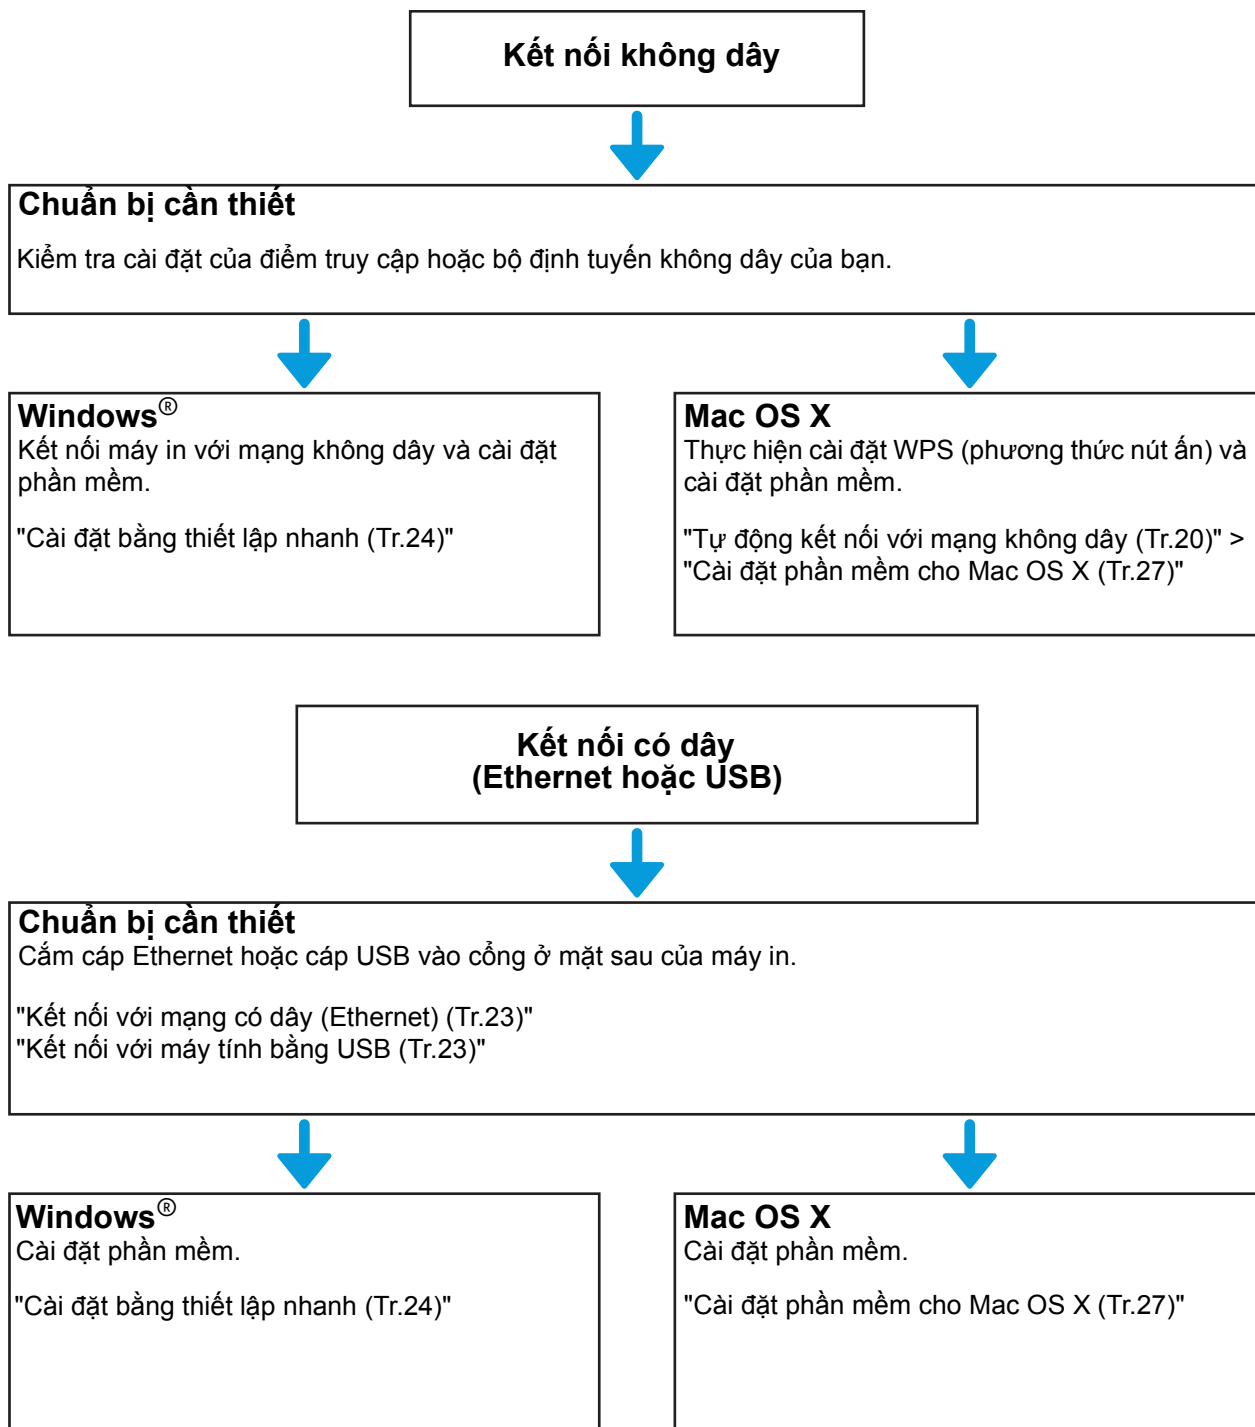 Kết nối không dây
Chuẩn bị cần thiết
Kiểm tra cài đặt của điểm truy cập hoặc bộ định tuyến không dây của bạn.
Windows®
Kết nối máy in với mạng không dây và cài đặt
phần mềm.
"Cài đặt bằng thiết lập nhanh (Tr.24)"
Mac OS X
Thực hiện cài đặt WPS (phương thức nút ấn) và
cài đặt phần mềm.
"Tự động kết nối với mạng không dây (Tr.20)" >
"Cài đặt phần mềm cho Mac OS X (Tr.27)"
Kết nối có dây
(Ethernet hoặc USB)
Chuẩn bị cần thiết
Cắm cáp Ethernet hoặc cáp USB vào cổng ở mặt sau của máy in.
"Kết nối với mạng có dây (Ethernet) (Tr.23)"
"Kết nối với máy tính bằng USB (Tr.23)"
Windows®
Cài đặt phần mềm.
"Cài đặt bằng thiết lập nhanh (Tr.24)"
Mac OS X
Cài đặt phần mềm.
"Cài đặt phần mềm cho Mac OS X (Tr.27)"